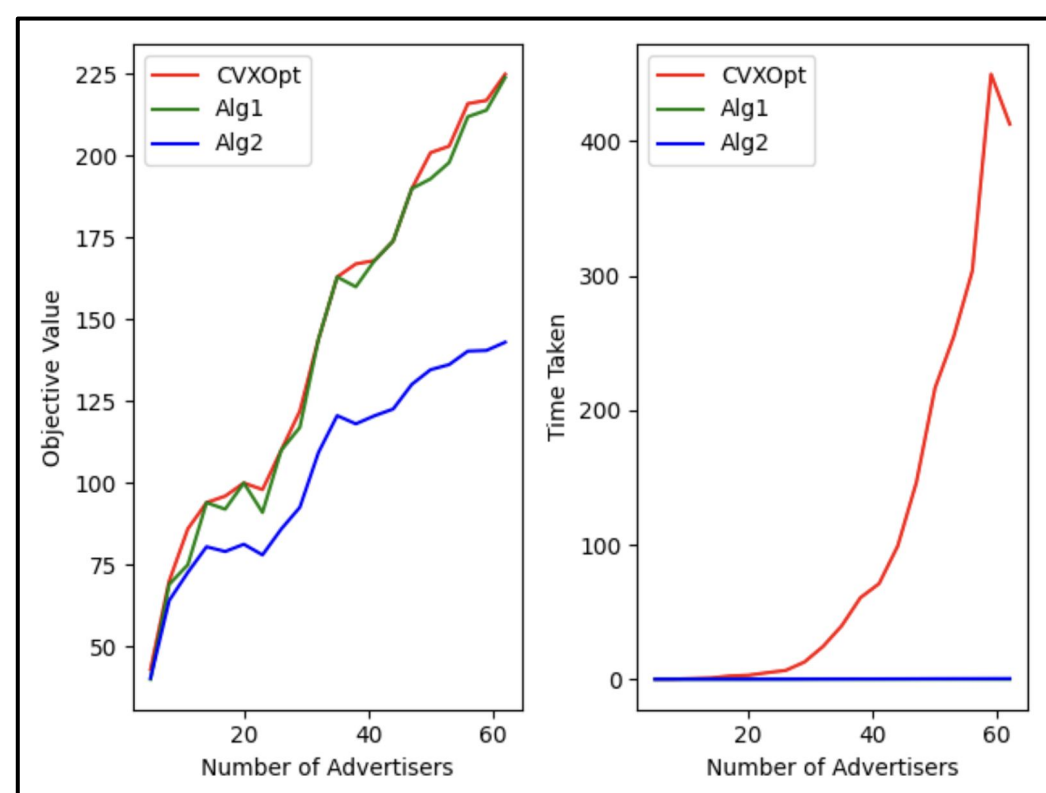 CVXOpt
Alg1
Alg2
225
200
175
150
125
100
75
50
Objective Value
20 40 60
Number of Advertisers
CVXOpt
Alg1
Alg2
400
300
200
100
0
Time Taken
20 40 60
Number of Advertisers